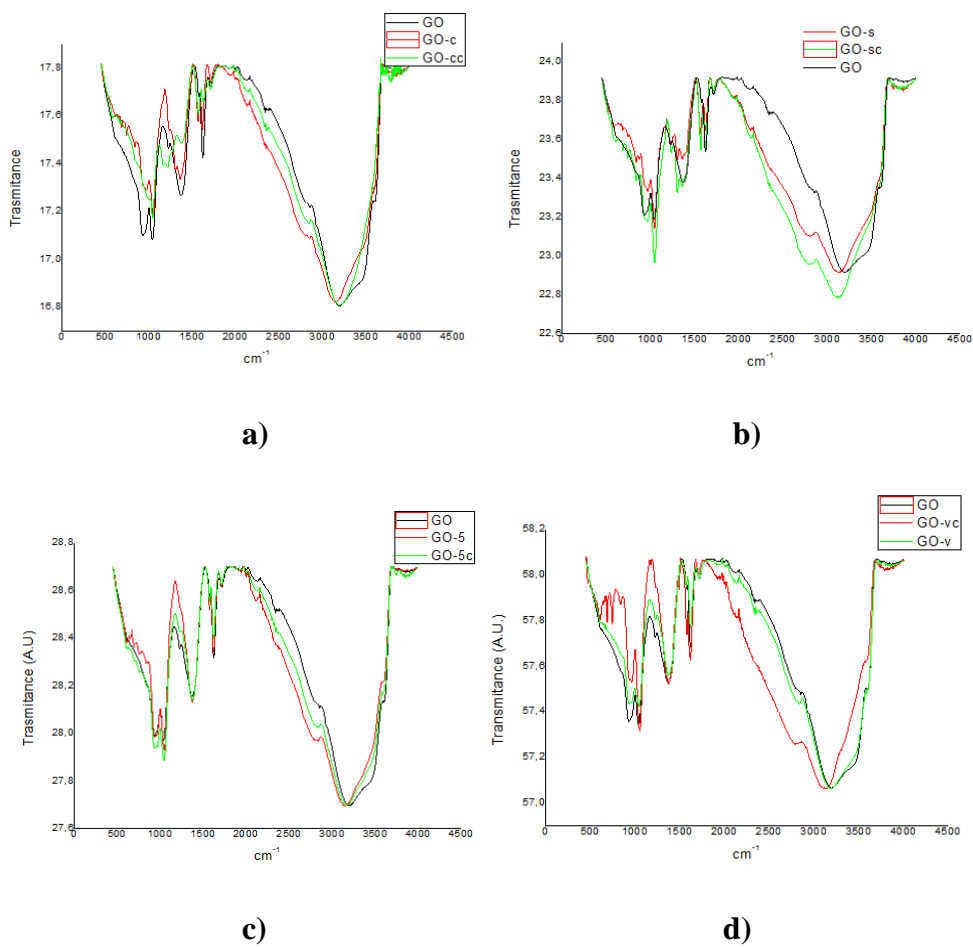 GO
GO-c
GO-cc
17,8
17,6
17,4
17,2
17,0
16,8
Trasmitance
0 500 1000 1500 2000 2500 3000 3500 4000 4500
cm-1
a)
GO-s
GO-sc
GO
24,0
23,8
23,6
23,4
23,2
23,0
22,8
22,6
Trasmitance
0 500 1000 1500 2000 2500 3000 3500 4000 4500
cm-1
b)
GO
GO-5
GO-5c
28,8
28,6
28,4
28,2
28,0
27,8
27,6
Trasmitance (A.U)
0 500 1000 1500 2000 2500 3000 3500 4000 4500
cm-1
c)
GO
GO-vc
GO-v
58,2
58,0
57,8
57,6
57,4
57,2
57,0
Transmitance (A.U.)
0 500 1000 1500 2000 2500 3000 3500 4000 4500
cm-1
d)